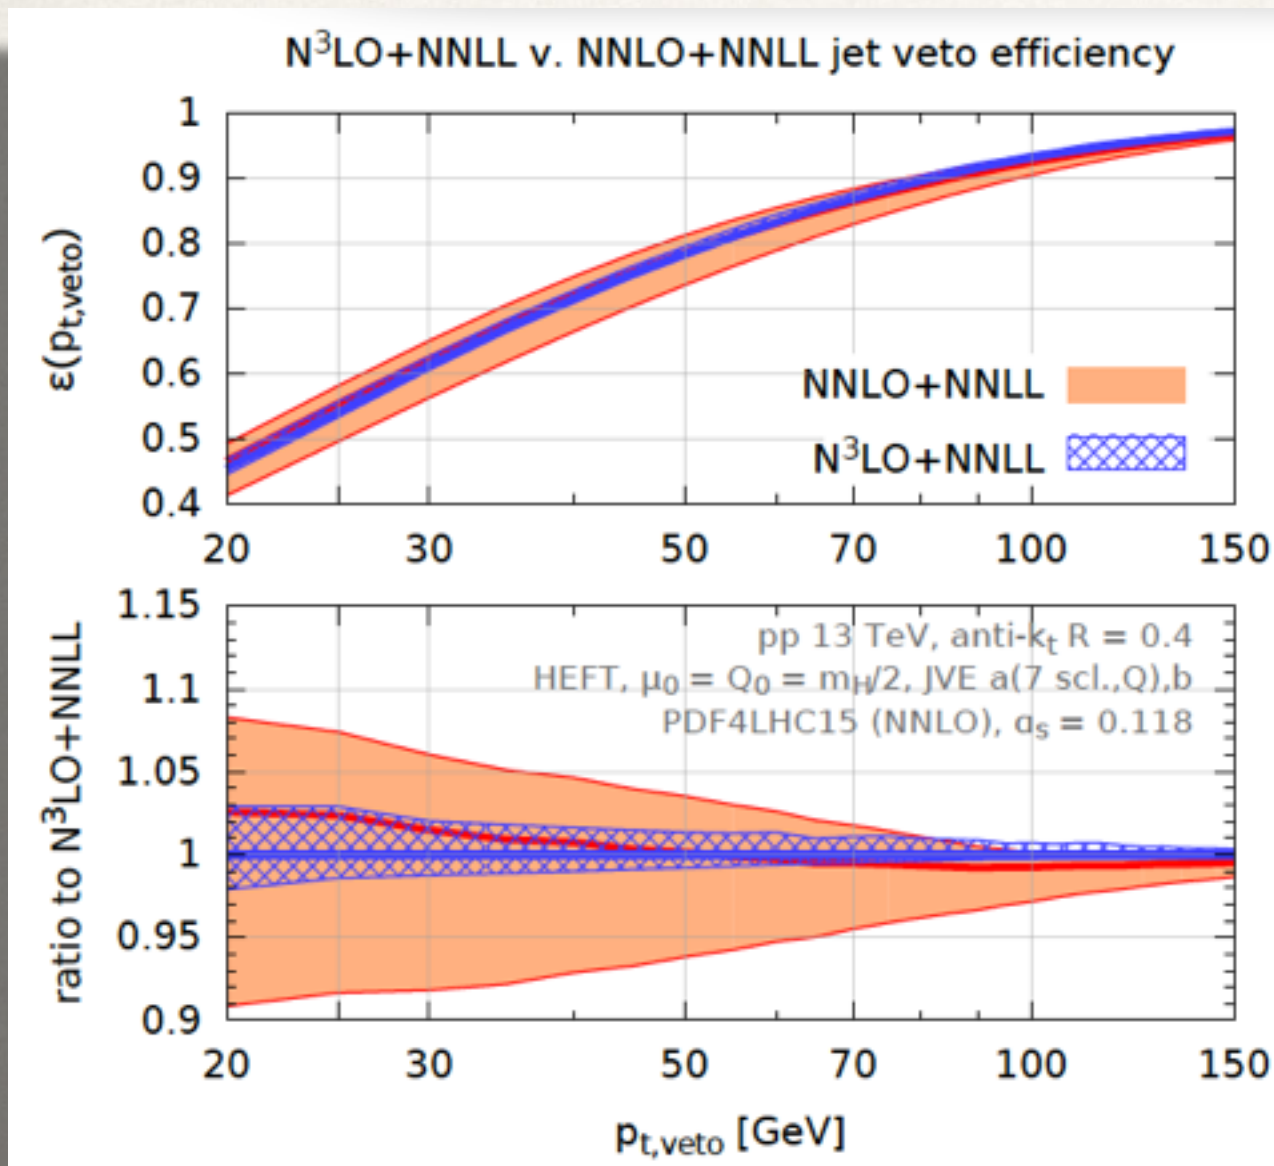 N³LO+NNLL v. NNLO+NNLL jet veto efficiency
1
0.9
0.8
0.7
0.6
0.5
0.4
ε(pt,veto)
NNLO+NNLL
N³LO+NNLL
20 30 50 70 100 150
1.15
1.1
1.05
1
0.95
0.9
ratio to N³LO+NNLL
pp 13 TeV, anti-kt R = 0.4
HEFT, μ0 = Q0 = mH/2, JVE a(7 scl.,Q),b
PDF4LHC15 (NNLO), αs = 0.118
20 30 50 70 100 150
pt,veto [GeV]